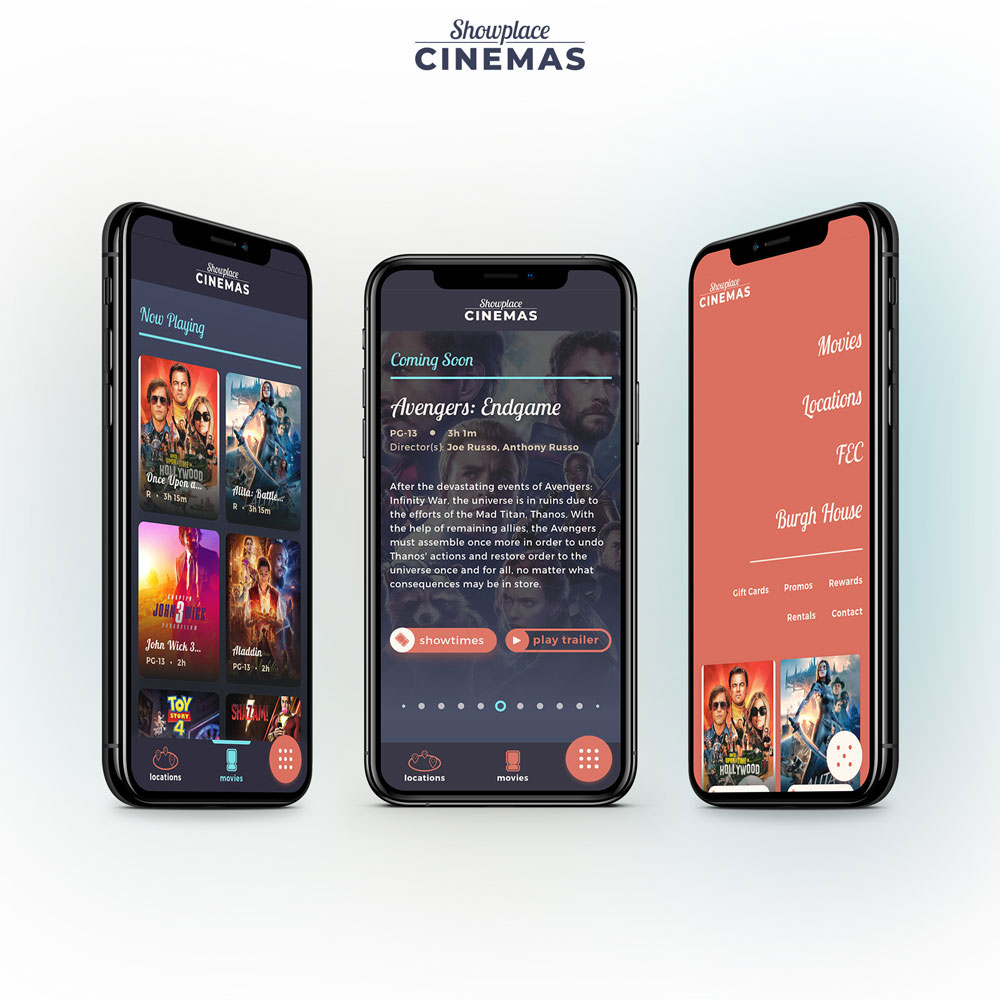 Showplace
CINEMAS
Showplace
CINEMAS
Now Playing
ONCE UPON A TIME IN
HOLLYWOOD
Once Upon a...
R • 3h 15m
Alita: Battle...
R • 3h 15m
CHAPTER
JOHN 3 WICK
PARABELLUM
John Wick 3...
PG-13 • 2h
Aladdin
PG-13 • 2h
TOY
STORY
4
SHAZAM!
locations
movies
Showplace
CINEMAS
Coming Soon
Avengers: Endgame
PG-13 • 3h 1m
Director(s): Joe Russo, Anthony Russo
After the devastating events of Avengers:
Infinity War, the universe is in ruins due to
the efforts of the Mad Titan, Thanos. With
the help of remaining allies, the Avengers
must assemble once more in order to undo
Thanos' actions and restore order to the
universe once and for all, no matter what
consequences may be in store.
showtimes
play trailer
locations
movies
Showplace
CINEMAS
Movies
Locations
FEC
Burgh House
Gift Cards Promos Rewards
Rentals Contact
HOLLYWOOD